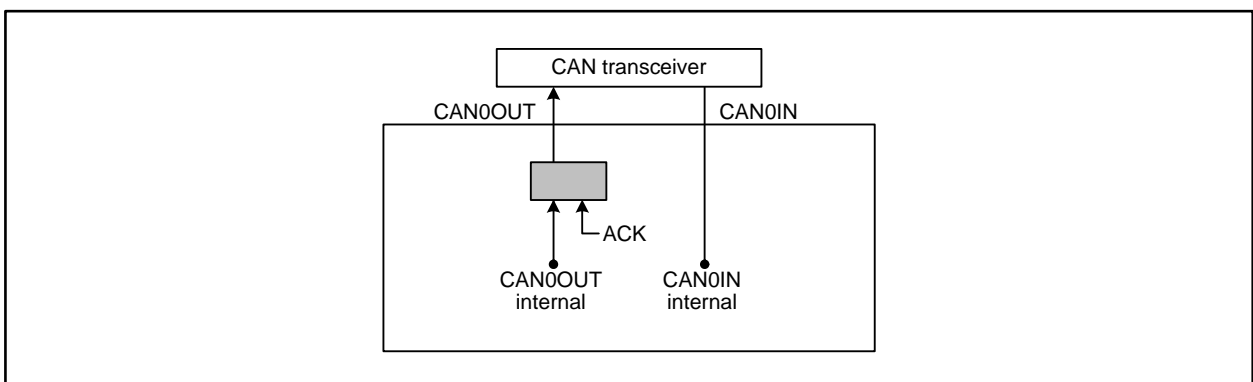 CAN transceiver
CAN0OUT
CAN0IN
ACK
CAN0OUT
internal
CAN0IN
internal